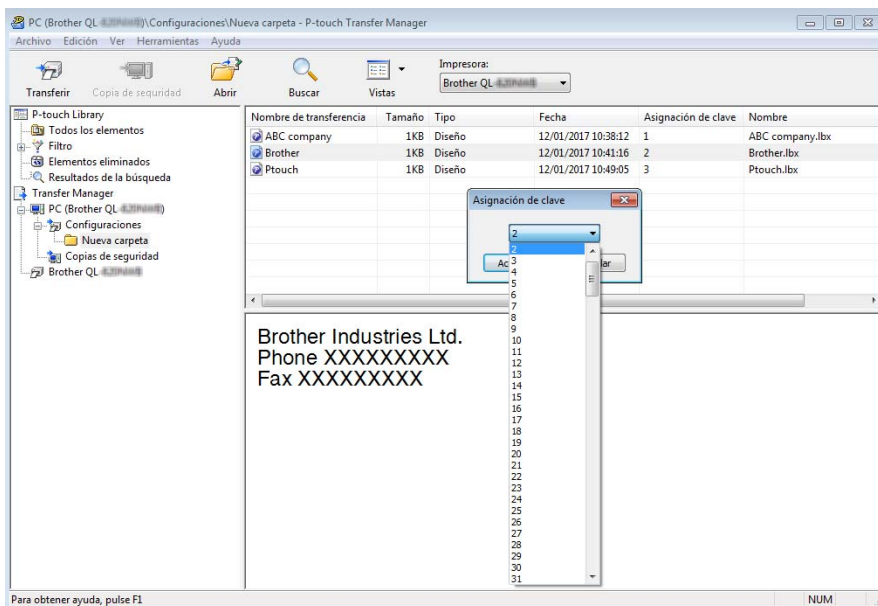 PC (Brother QL- )\Configuraciones\Nueva carpeta - P-touch Transfer Manager
Archivo Edición Ver Herramientas Ayuda
Transferir
Copia de seguridad
Abrir
Buscar
Vistas
Impresora:
Brother QL-
P-touch Library
Todos los elementos
Filtro
Elementos eliminados
Resultados de la búsqueda
Transfer Manager
PC (Brother QL- )
Configuraciones
Nueva carpeta
Copias de seguridad
Brother QL-
Nombre de transferencia Tamaño Tipo Fecha Asignación de clave Nombre
ABC company 1KB Diseño 12/01/2017 10:38:12 1 ABC company.lbx
Brother 1KB Diseño 12/01/2017 10:41:16 2 Brother.lbx
Ptouch 1KB Diseño 12/01/2017 10:49:05 3 Ptouch.lbx
Asignación de clave
2
Ac
lar
2
3
4
5
6
7
8
9
10
11
12
13
14
15
16
17
18
19
20
21
22
23
24
25
26
27
28
29
30
31
Brother Industries Ltd.
Phone XXXXXXXXX
Fax XXXXXXXXX
Para obtener ayuda, pulse F1
NUM